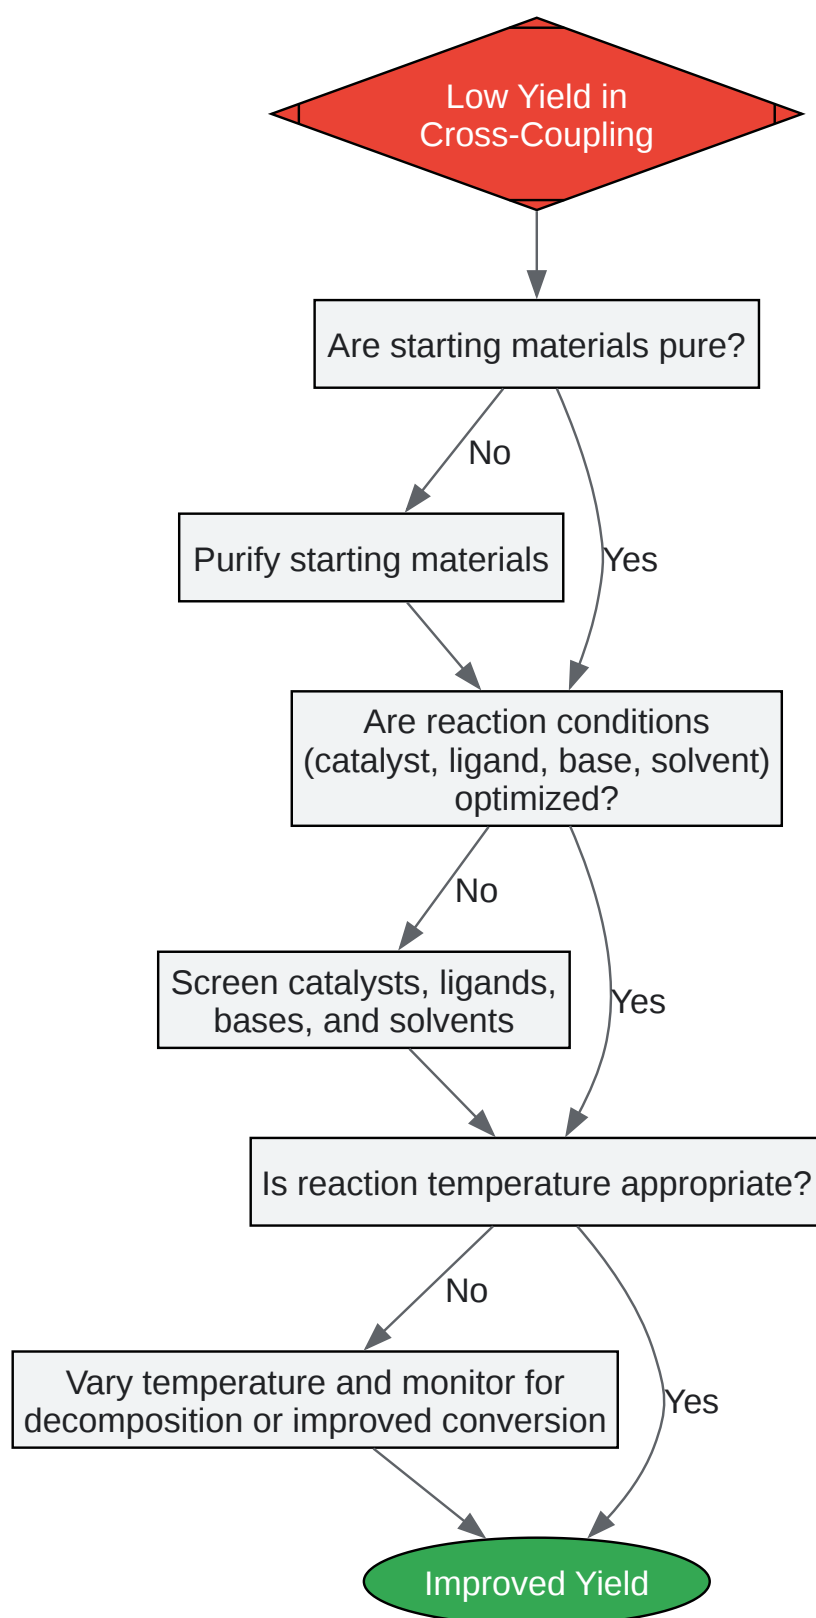 Low Yield in
Cross-Coupling
Are starting materials pure?
No
Purify starting materials
Yes
Are reaction conditions
(catalyst, ligand, base, solvent)
optimized?
No
Screen catalysts, ligands,
bases, and solvents
Yes
Is reaction temperature appropriate?
No
Vary temperature and monitor for
decomposition or improved conversion
Yes
Improved Yield